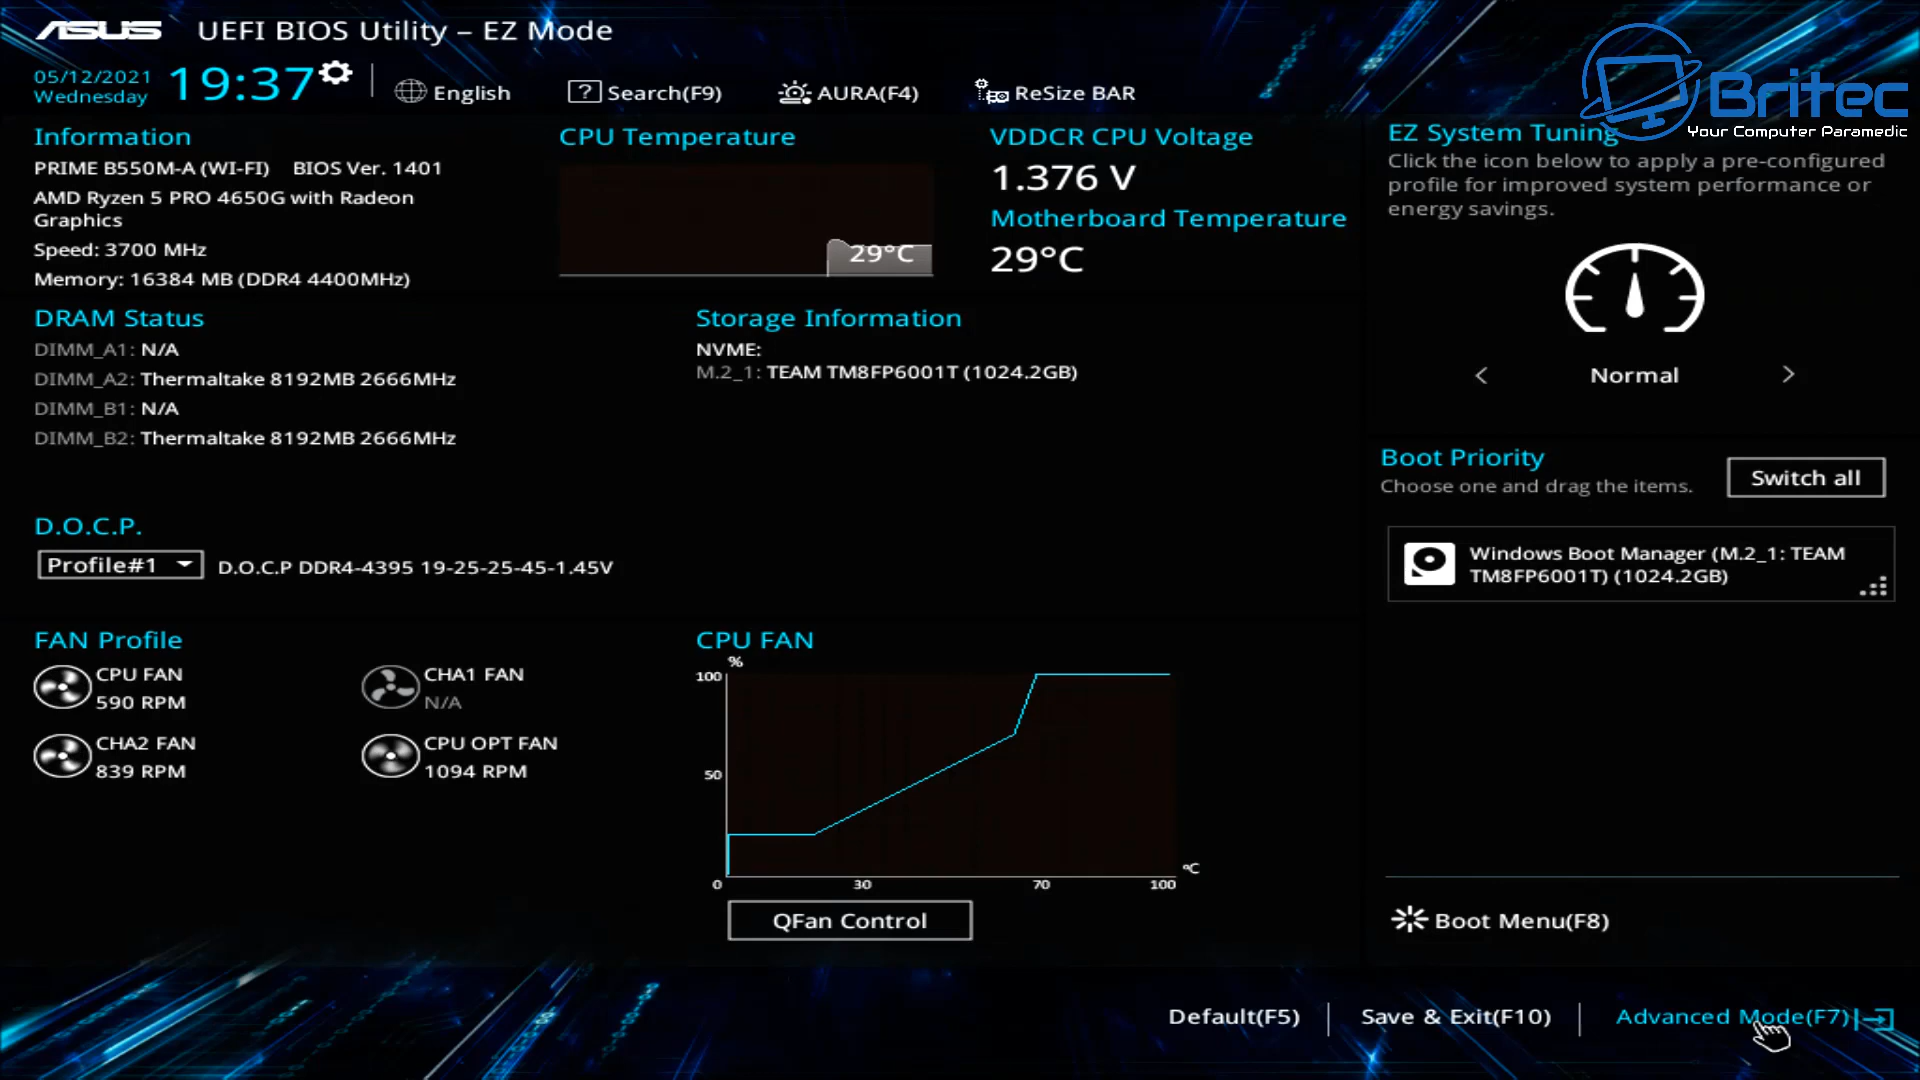 ASUS UEFI BIOS Utility – EZ Mode
05/12/2021
Wednesday
19:37
English
Search(F9)
AURA(F4)
ReSize BAR
Britec
Your Computer Paramedic
Information
PRIME B550M-A (WI-FI) BIOS Ver. 1401
AMD Ryzen 5 PRO 4650G with Radeon
Graphics
Speed: 3700 MHz
Memory: 16384 MB (DDR4 4400MHz)
CPU Temperature
29°C
VDDCR CPU Voltage
1.376 V
Motherboard Temperature
29°C
EZ System Tuning
Click the icon below to apply a pre-configured
profile for improved system performance or
energy savings.
Normal
DRAM Status
DIMM_A1: N/A
DIMM_A2: Thermaltake 8192MB 2666MHz
DIMM_B1: N/A
DIMM_B2: Thermaltake 8192MB 2666MHz
Storage Information
NVME:
M.2_1: TEAM TM8FP6001T (1024.2GB)
D.O.C.P.
Profile#1
D.O.C.P DDR4-4395 19-25-25-45-1.45V
Boot Priority
Choose one and drag the items.
Switch all
Windows Boot Manager (M.2_1: TEAM
TM8FP6001T) (1024.2GB)
FAN Profile
CPU FAN
590 RPM
CHA1 FAN
N/A
CHA2 FAN
839 RPM
CPU OPT FAN
1094 RPM
CPU FAN
%
100
50
°C
0 30 70 100
QFan Control
Boot Menu(F8)
Default(F5)
Save & Exit(F10)
Advanced Mode(F7)